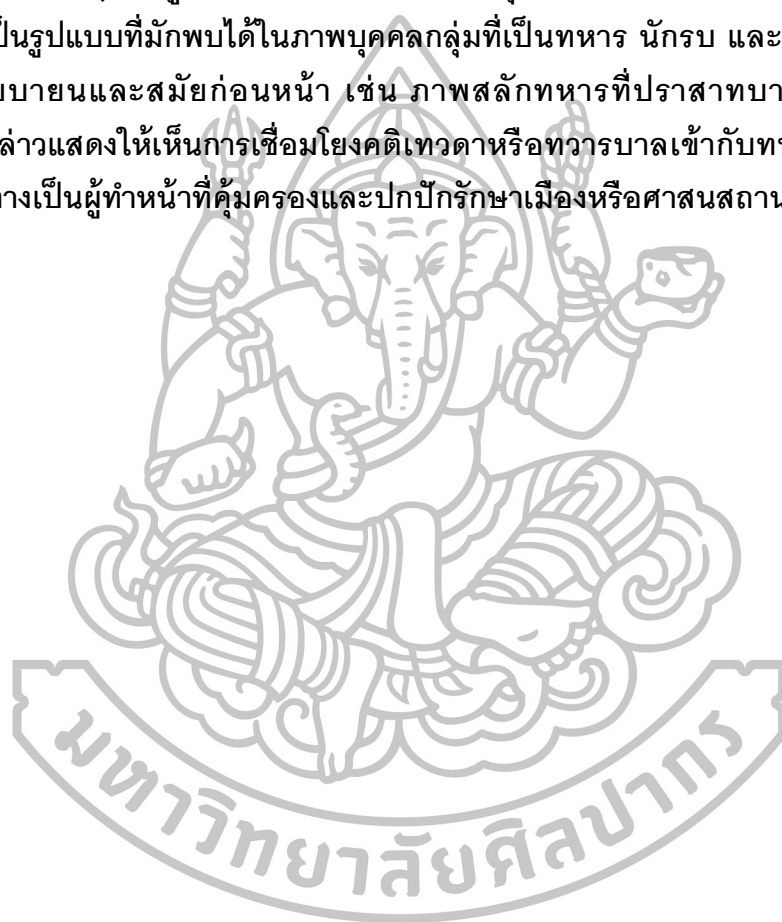 ป็นรูปแบบที่มักพบได้ในภาพบุคคลกลุ่มที่เป็นทหาร นักรบ และ
บายนและสมัยก่อนหน้า เช่น ภาพสลักทหารที่ปราสาทบา
ล่าวแสดงให้เห็นการเชื่อมโยงคติเทวดาหรือทวารบาลเข้ากับท
างเป็นผู้ทำหน้าที่คุ้มครองและปกปักรักษาเมืองหรือศาสนสถาน
มหาวิทยาลัยศิลปากร